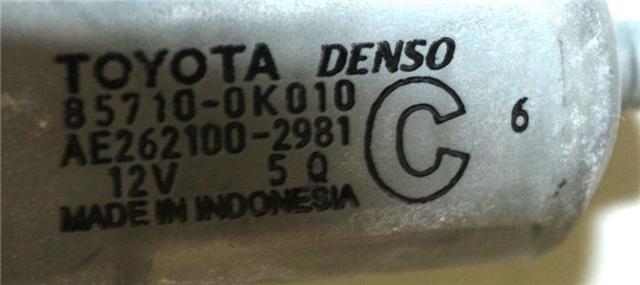 TOYOTA DENSO
85710-0K010
AE262100-2981
12V 5 Q
MADE IN INDONESIA
C
6